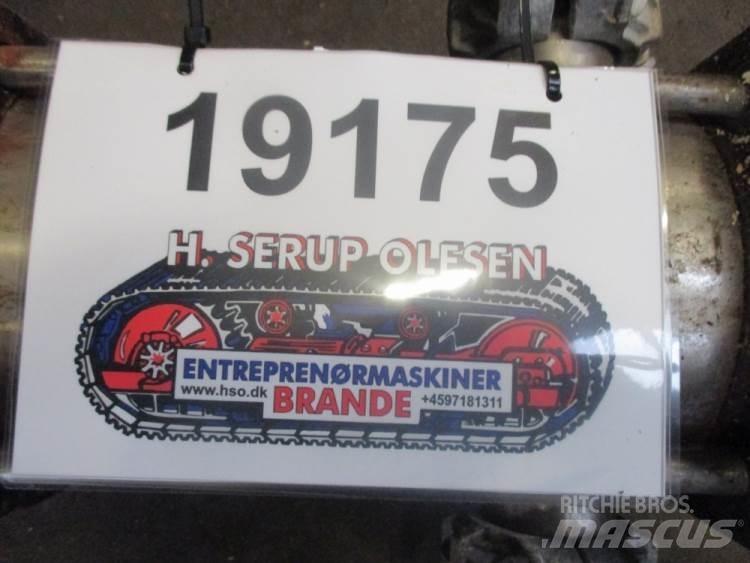 19175
H. SERUP OLESEN
ENTREPRENØRMASKINER
www.hso.dk BRANDE +4597181311
RITCHIE BROS.
MASCUS